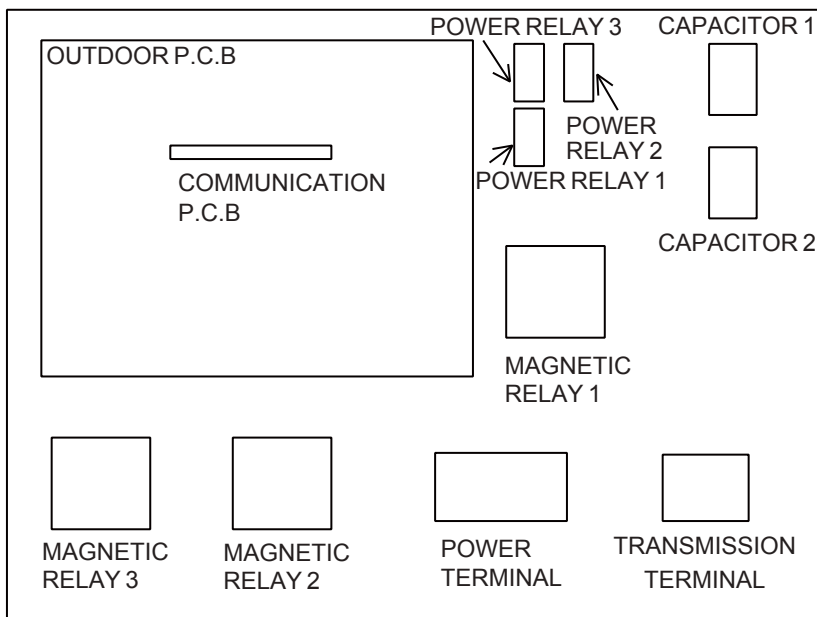 POWER RELAY 3
CAPACITOR 1
OUTDOOR P.C.B
POWER
RELAY 2
COMMUNICATION
P.C.B
POWER RELAY 1
CAPACITOR 2
MAGNETIC
RELAY 1
MAGNETIC
RELAY 3
MAGNETIC
RELAY 2
POWER
TERMINAL
TRANSMISSION
TERMINAL